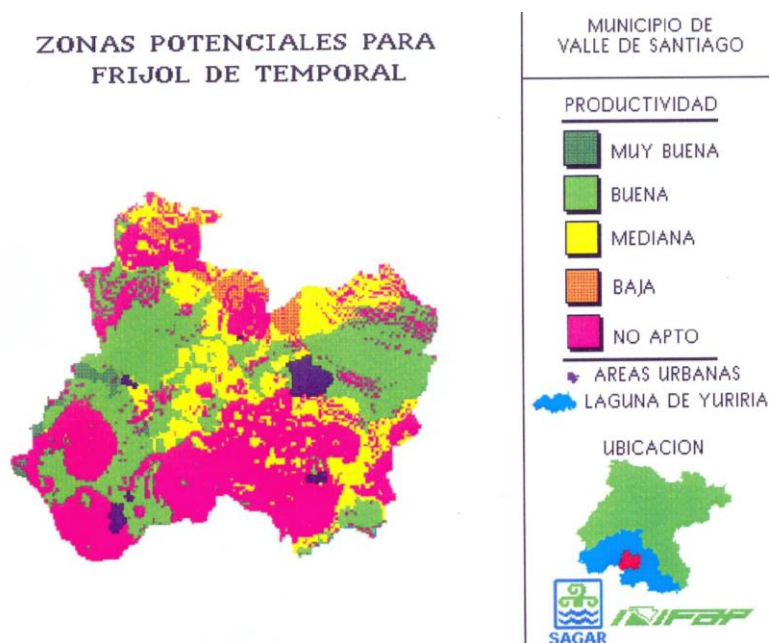 ZONAS POTENCIALES PARA
FRIJOL DE TEMPORAL
MUNICIPIO DE
VALLE DE SANTIAGO
PRODUCTIVIDAD
MUY BUENA
BUENA
MEDIANA
BAJA
NO APTO
AREAS URBANAS
LAGUNA DE YURIRIA
UBICACION
SAGAR
INIFAP